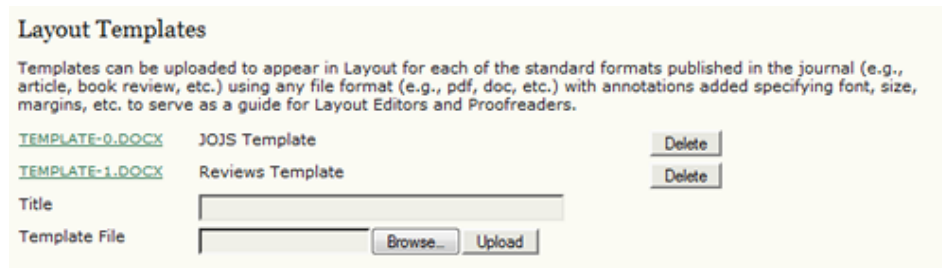 Layout Templates
Templates can be uploaded to appear in Layout for each of the standard formats published in the journal (e.g.,
article, book review, etc.) using any file format (e.g., pdf, doc, etc.) with annotations added specifying font, size,
margins, etc. to serve as a guide for Layout Editors and Proofreaders.
TEMPLATE-0.DOCX JOJS Template Delete
TEMPLATE-1.DOCX Reviews Template Delete
Title
Template File Browse... Upload